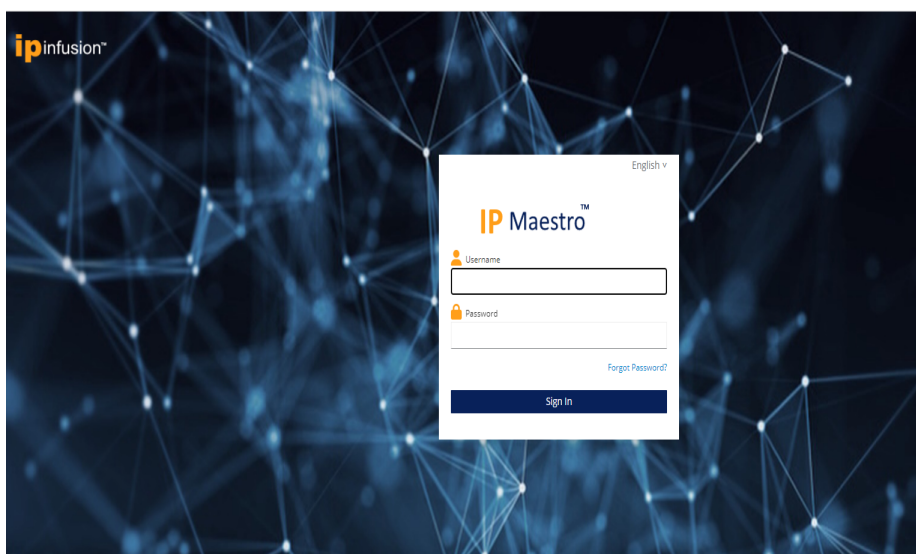 ipinfusion™
English ˅
IP Maestro™
Username
Password
Forgot Password?
Sign In